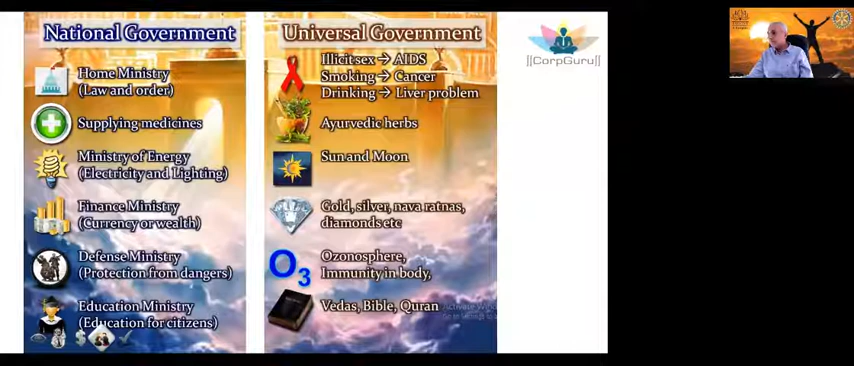 National Government
Home Ministry
(Law and order)
Supplying medicines
Ministry of Energy
(Electricity and Lighting)
Finance Ministry
(Currency or wealth)
Defense Ministry
(Protection from dangers)
Education Ministry
(Education for citizens)
Universal Government
Illicit sex → AIDS
Smoking → Cancer
Drinking → Liver problem
Ayurvedic herbs
Sun and Moon
Gold, silver, nava ratnas,
diamonds etc
O3
Ozonosphere,
Immunity in body,
Vedas, Bible, Quran
||CorpGuru||